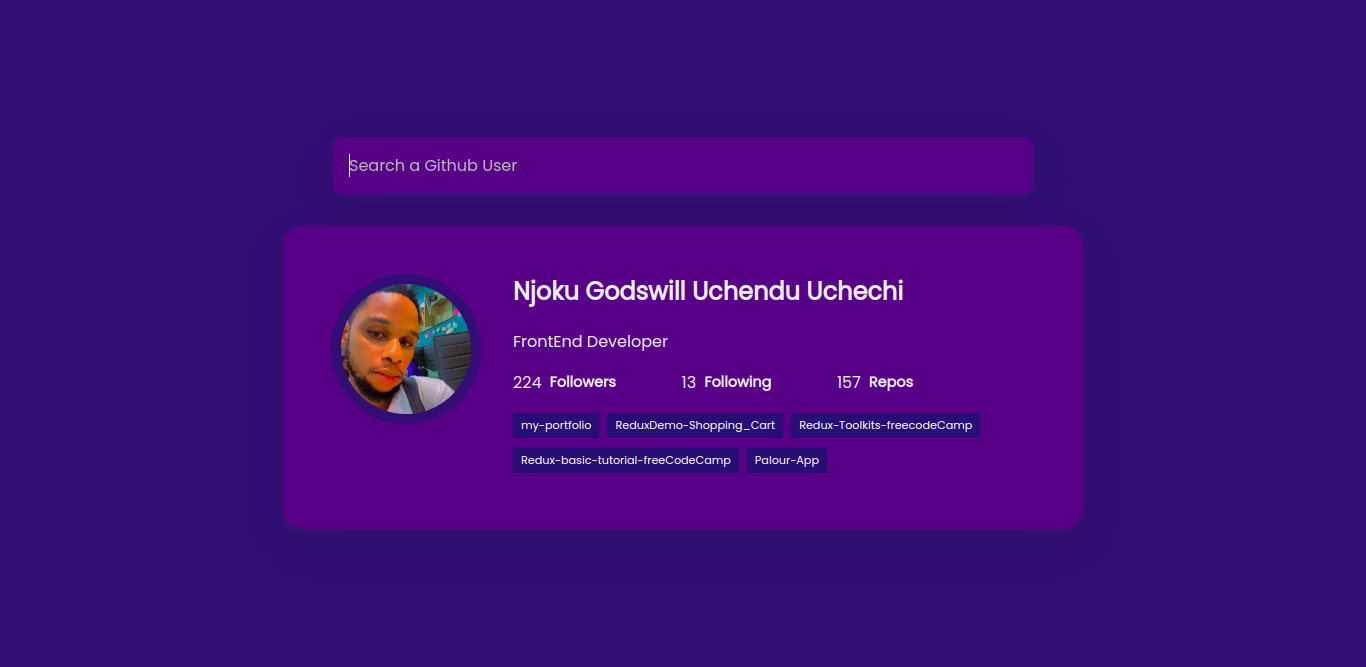 Search a Github User
Njoku Godswill Uchendu Uchechi
FrontEnd Developer
224 Followers 13 Following 157 Repos
my-portfolio ReduxDemo-Shopping_Cart Redux-Toolkits-freecodeCamp
Redux-basic-tutorial-freeCodeCamp Palour-App